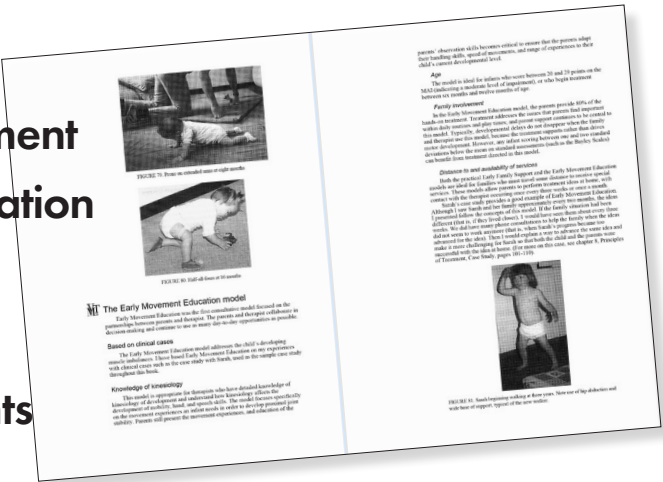 ment
ation
nts
FIGURE 79. Prone on extended arms at eight months
FIGURE 80. Half-all-fours at 10 months
The Early Movement Education model
Early Movement Education was the first consultative model focused on the
partnerships between parents and therapist. The parents and therapist collaborate in
decision-making and continue to use as many day-to-day opportunities as possible.
Based on clinical cases
The Early Movement Education model addresses the child's developing
muscle imbalances. I have based Early Movement Education on my experiences
with clinical cases such as the case study with Sarah, used as the sample case study
throughout this book.
Knowledge of kinesiology
This model is appropriate for therapists who have detailed knowledge of
kinesiology of development and understand how kinesiology affects the
development of mobility, hand, and speech skills. The model focuses specifically
on the movement experiences an infant needs in order to develop proximal joint
stability. Parents still present the movement experiences, and education of the
parents' observation skills becomes critical to ensure that the parents adapt
their handling skills, speed of movements, and range of experiences to their
child's current developmental level.
Age
The model is ideal for infants who score between 20 and 25 points on the
MAI (indicating a moderate level of impairment), or who begin treatment
between six months and twelve months of age.
Family involvement
In the Early Movement Education model, the parents provide 80% of the
hands-on treatment. Treatment addresses the issues that parents find important
within daily routines and play times, and parent support continues to be central to
this model. Typically, developmental delays do not disappear when the family
and therapist use this model, because the treatment supports rather than drives
motor development. However, any infant scoring between one and two standard
deviations below the mean on standard assessments (such as the Bayley Scales)
can benefit from treatment directed in this model.
Distance to and availability of services
Both the practical Early Family Support and the Early Movement Education
models are ideal for families who must travel some distance to receive special
services. These models allow parents to perform treatment ideas at home, with
contact with the therapist occurring once every three weeks or once a month.
Sarah's case study provides a good example of Early Movement Education.
Although I saw Sarah and her family approximately every two months, the ideas
I presented follow the concepts of this model. If the family situation had been
different (that is, if they lived closer), I would have seen them about every three
weeks. We did have many phone consultations to help the family when the ideas
did not seem to work anymore (that is, when Sarah's progress became too
advanced for the idea). Then I would explain a way to advance the same idea and
make it more challenging for Sarah so that both the child and the parents were
successful with the idea at home. (For more on this case, see chapter 8, Principles
of Treatment, Case Study, pages 101–110).
FIGURE 81. Sarah beginning walking at three years. Note use of hip abductors and
wide base of support, typical of the new walker.